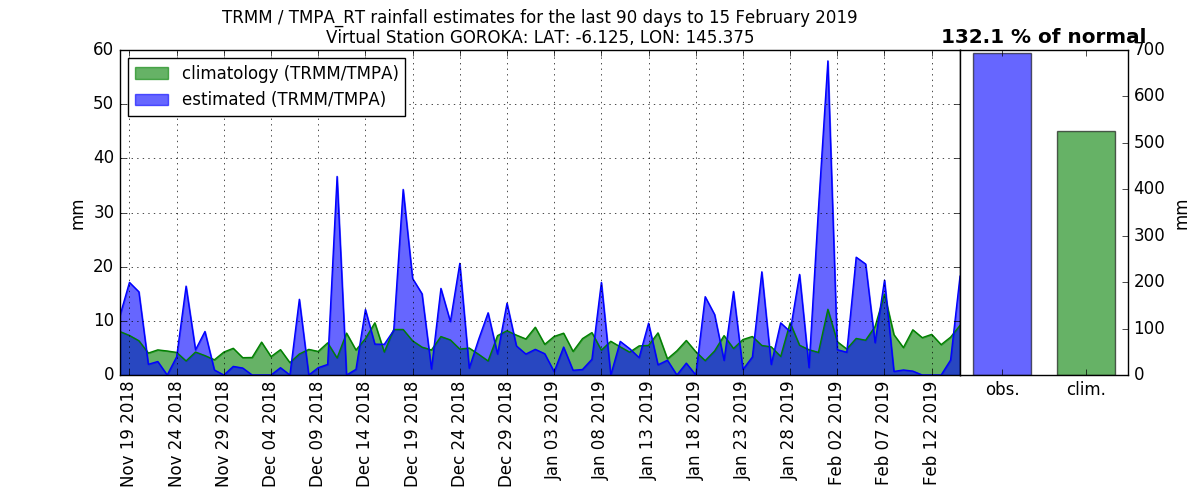 TRMM / TMPA_RT rainfall estimates for the last 90 days to 15 February 2019
Virtual Station GOROKA: LAT: -6.125, LON: 145.375
132.1 % of normal
climatology (TRMM/TMPA)
estimated (TRMM/TMPA)
mm
60
50
40
30
20
10
0
Nov 19 2018
Nov 24 2018
Nov 29 2018
Dec 04 2018
Dec 09 2018
Dec 14 2018
Dec 19 2018
Dec 24 2018
Dec 29 2018
Jan 03 2019
Jan 08 2019
Jan 13 2019
Jan 18 2019
Jan 23 2019
Jan 28 2019
Feb 02 2019
Feb 07 2019
Feb 12 2019
obs.
clim.
700
600
500
400
300
200
100
0
mm